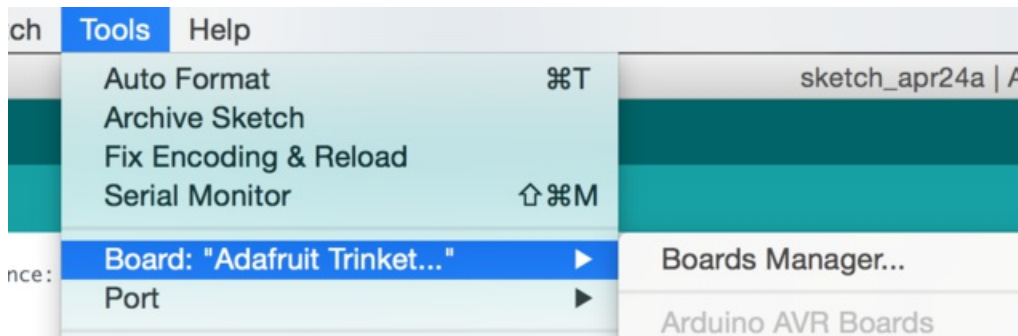 ch Tools Help
Auto Format ⌘T
sketch_apr24a | A
Archive Sketch
Fix Encoding & Reload
Serial Monitor ⇧⌘M
Board: "Adafruit Trinket..." ▶
Boards Manager...
nce:
Port ▶
Arduino AVR Boards